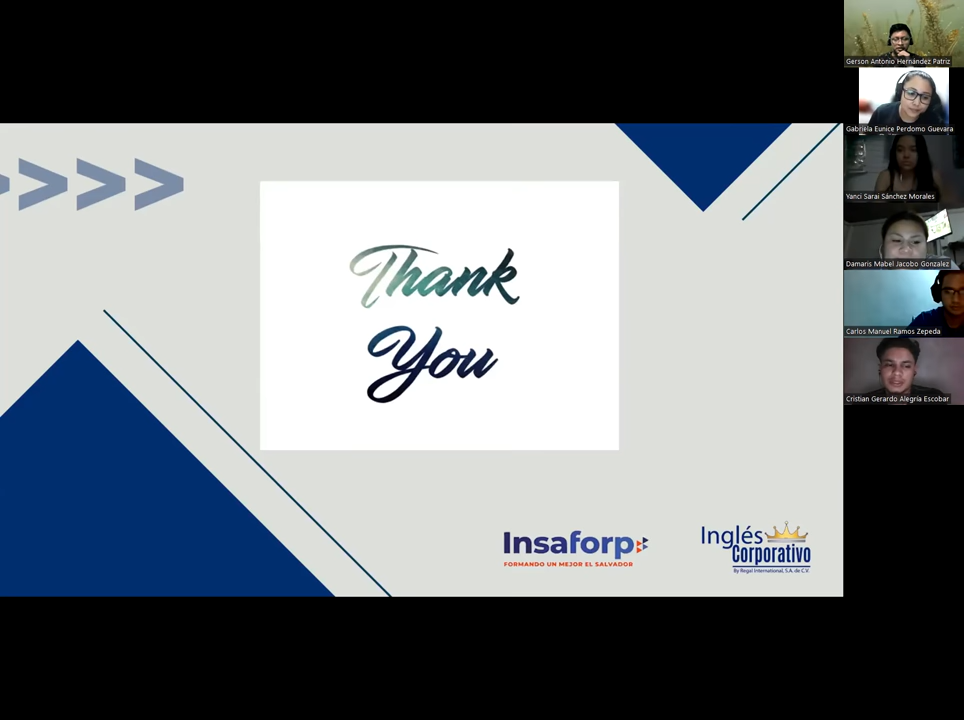 >>>>
Thank
You
Insaforp
FORMANDO UN MEJOR EL SALVADOR
Inglés
Corporativo
By Regal International, S.A. de C.V.
Gerson Antonio Hernández Patriz
Gabriela Eunice Perdomo Guevara
Yanci Sarai Sánchez Morales
Damaris Mabel Jacobo Gonzalez
Carlos Manuel Ramos Zepeda
Cristian Gerardo Alegría Escobar